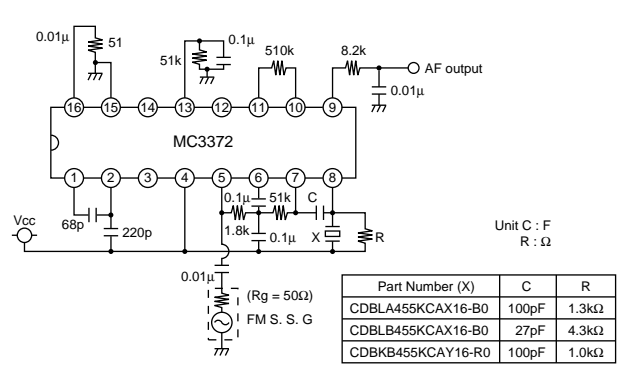 0.01μ
51
0.1μ
51k
510k
8.2k
AF output
0.01μ
16
15
14
13
12
11
10
9
MC3372
1
2
3
4
5
6
7
8
68p
220p
Vcc
0.1μ
51k
C
1.8k
0.1μ
X
R
0.01μ
(Rg = 50Ω)
FM S. S. G
Unit C : F
R : Ω
Part Number (X) C R
CDBLA455KCAX16-B0 100pF 1.3kΩ
CDBLB455KCAX16-B0 27pF 4.3kΩ
CDBKB455KCAY16-R0 100pF 1.0kΩ